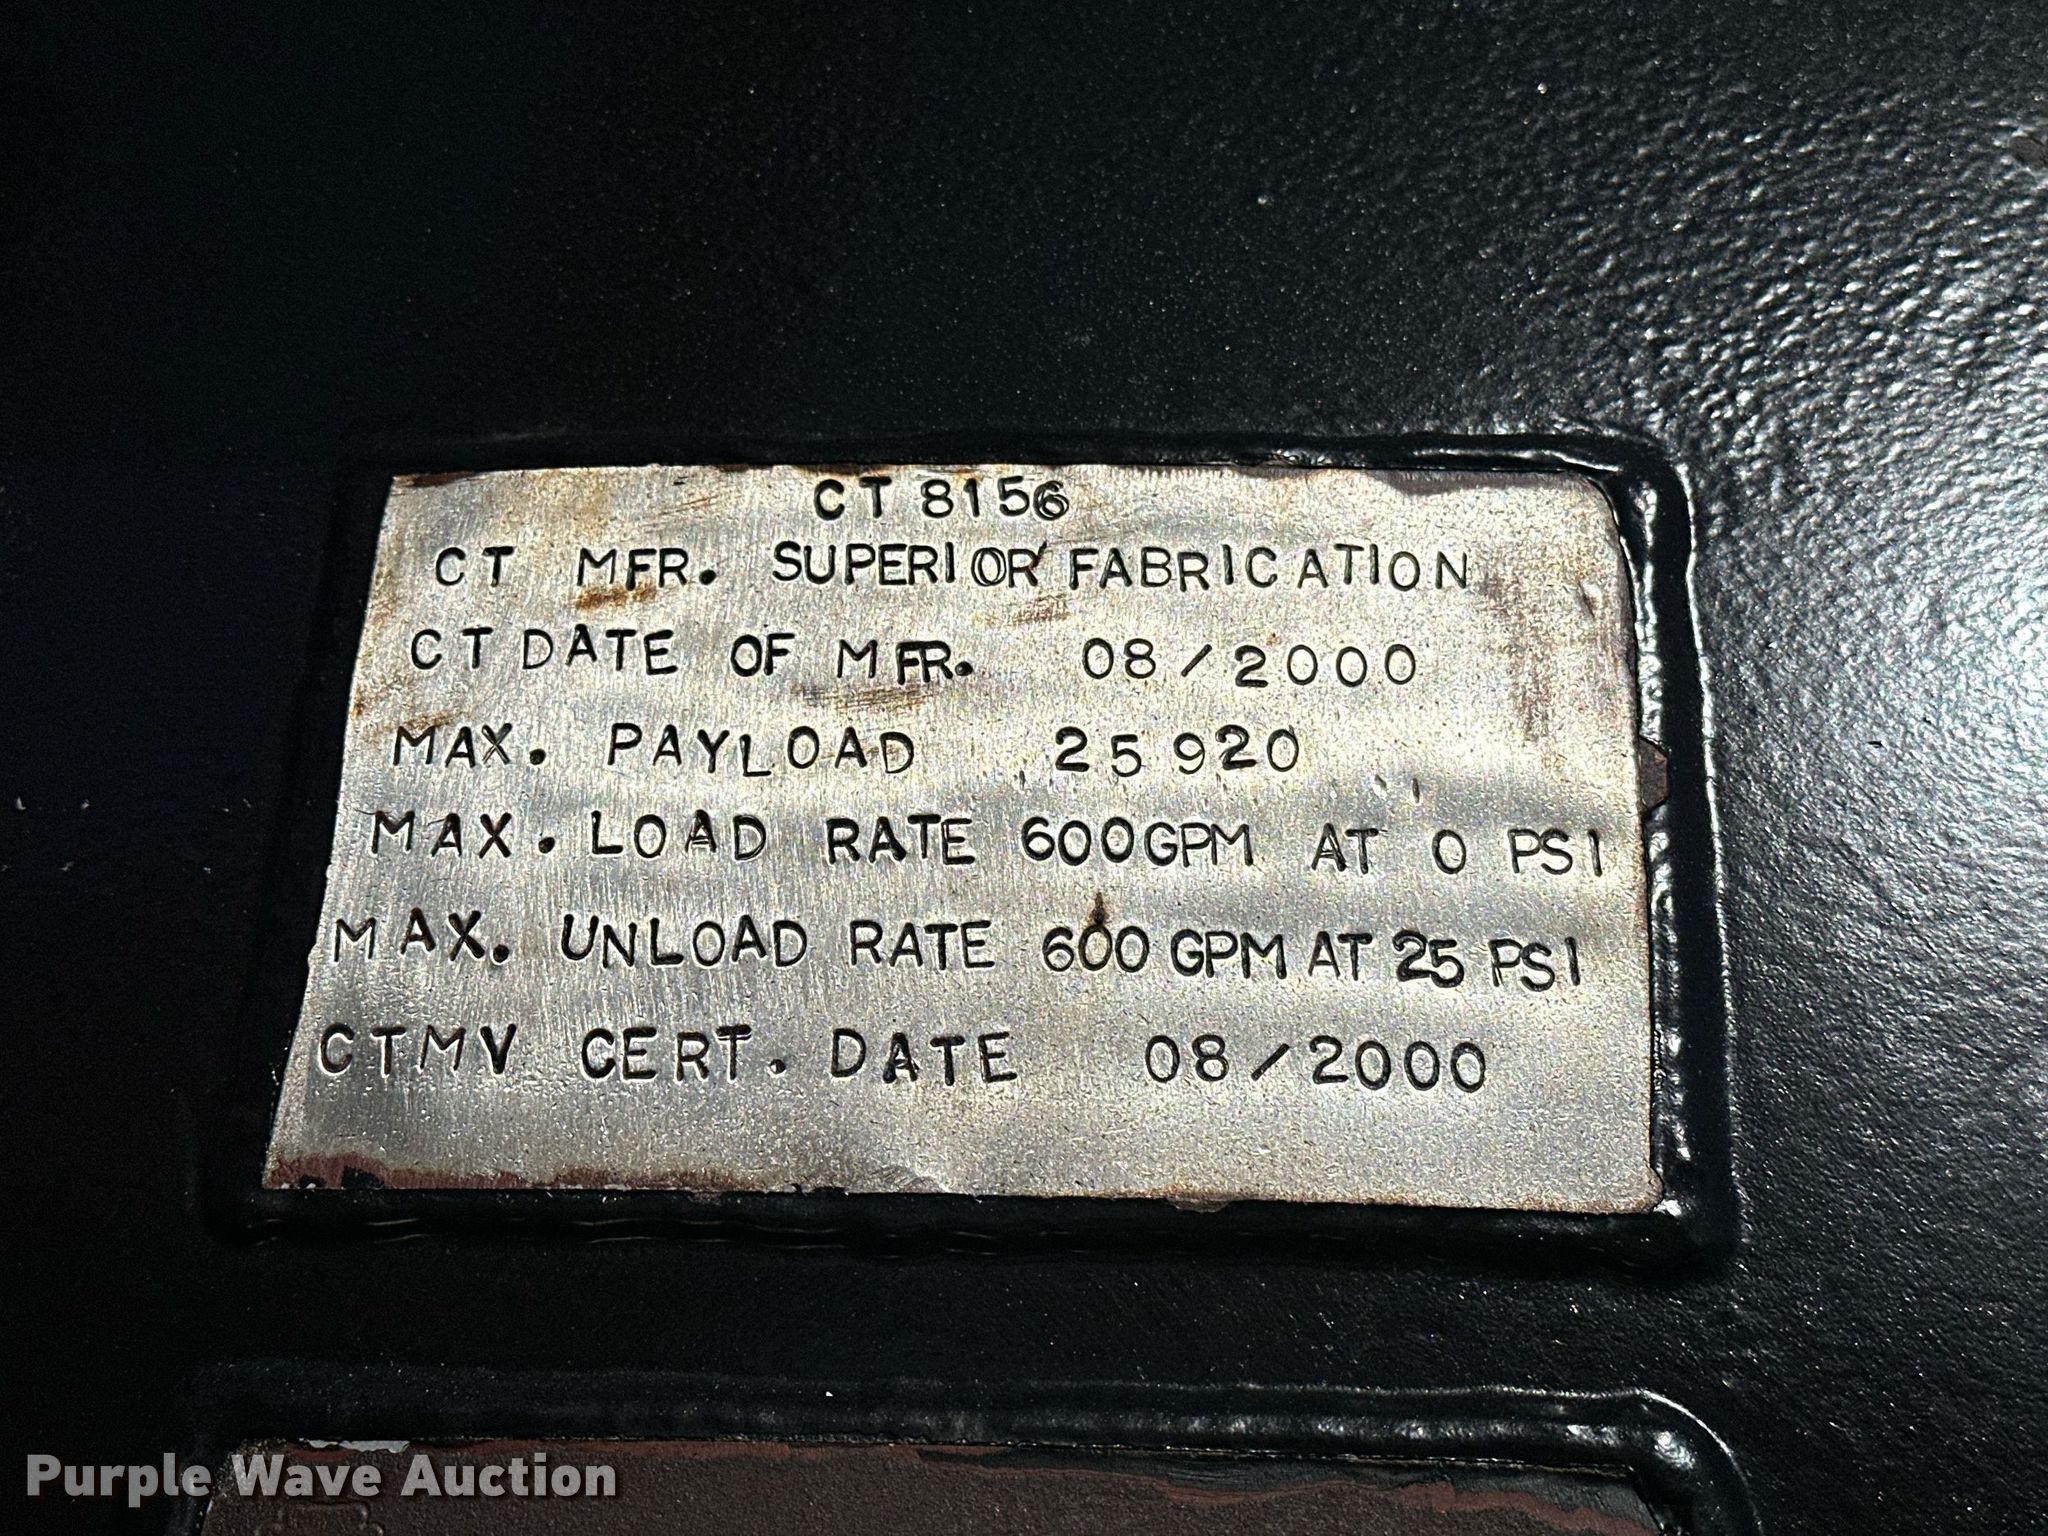 CT 8156
CT MFR. SUPERIOR FABRICATION
CT DATE OF MFR. 08/2000
MAX. PAYLOAD 25920
MAX. LOAD RATE 600GPM AT 0 PSI
MAX. UNLOAD RATE 600 GPM AT 25 PSI
CTMV CERT. DATE 08/2000
Purple Wave Auction